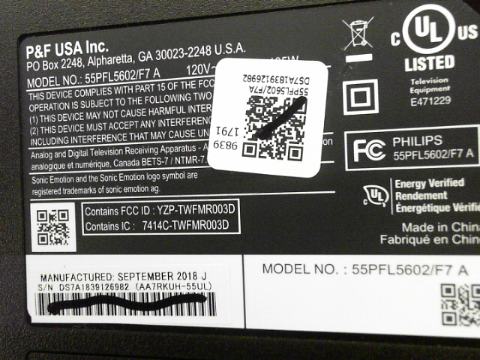 P&F USA Inc.
PO Box 2248, Alpharetta, GA 30023-2248 U.S.A.
MODEL NO. : 55PFL5602/F7 A 120V
THIS DEVICE COMPLIES WITH PART 15 OF THE FCC
OPERATION IS SUBJECT TO THE FOLLOWING TWO
(1) THIS DEVICE MAY NOT CAUSE HARMFUL INTERF
(2) THIS DEVICE MUST ACCEPT ANY INTERFERENCE
INCLUDING INTERFERENCE THAT MAY CAUSE
Analog and Digital Television Receiving Apparatus -
analogique et numérique, Canada BETS-7 / NTMR-7
Sonic Emotion and the Sonic Emotion logo symbol are
registered trademarks of sonic emotion ag.
Contains FCC ID : YZP-TWFMR003D
Contains IC : 7414C-TWFMR003D
MANUFACTURED: SEPTEMBER 2018 J
S/N DS7A1839126982 (AA7RKUH-55UL)
55PFL5602/F7A
DS7A1839126982
9839
1791
C UL US
LISTED
Television
Equipment
E471229
FC PHILIPS
55PFL5602/F7 A
C UL
Energy Verified
Rendement
Énergétique Vérifié
Made in China
Fabriqué en Chin
MODEL NO. : 55PFL5602/F7 A